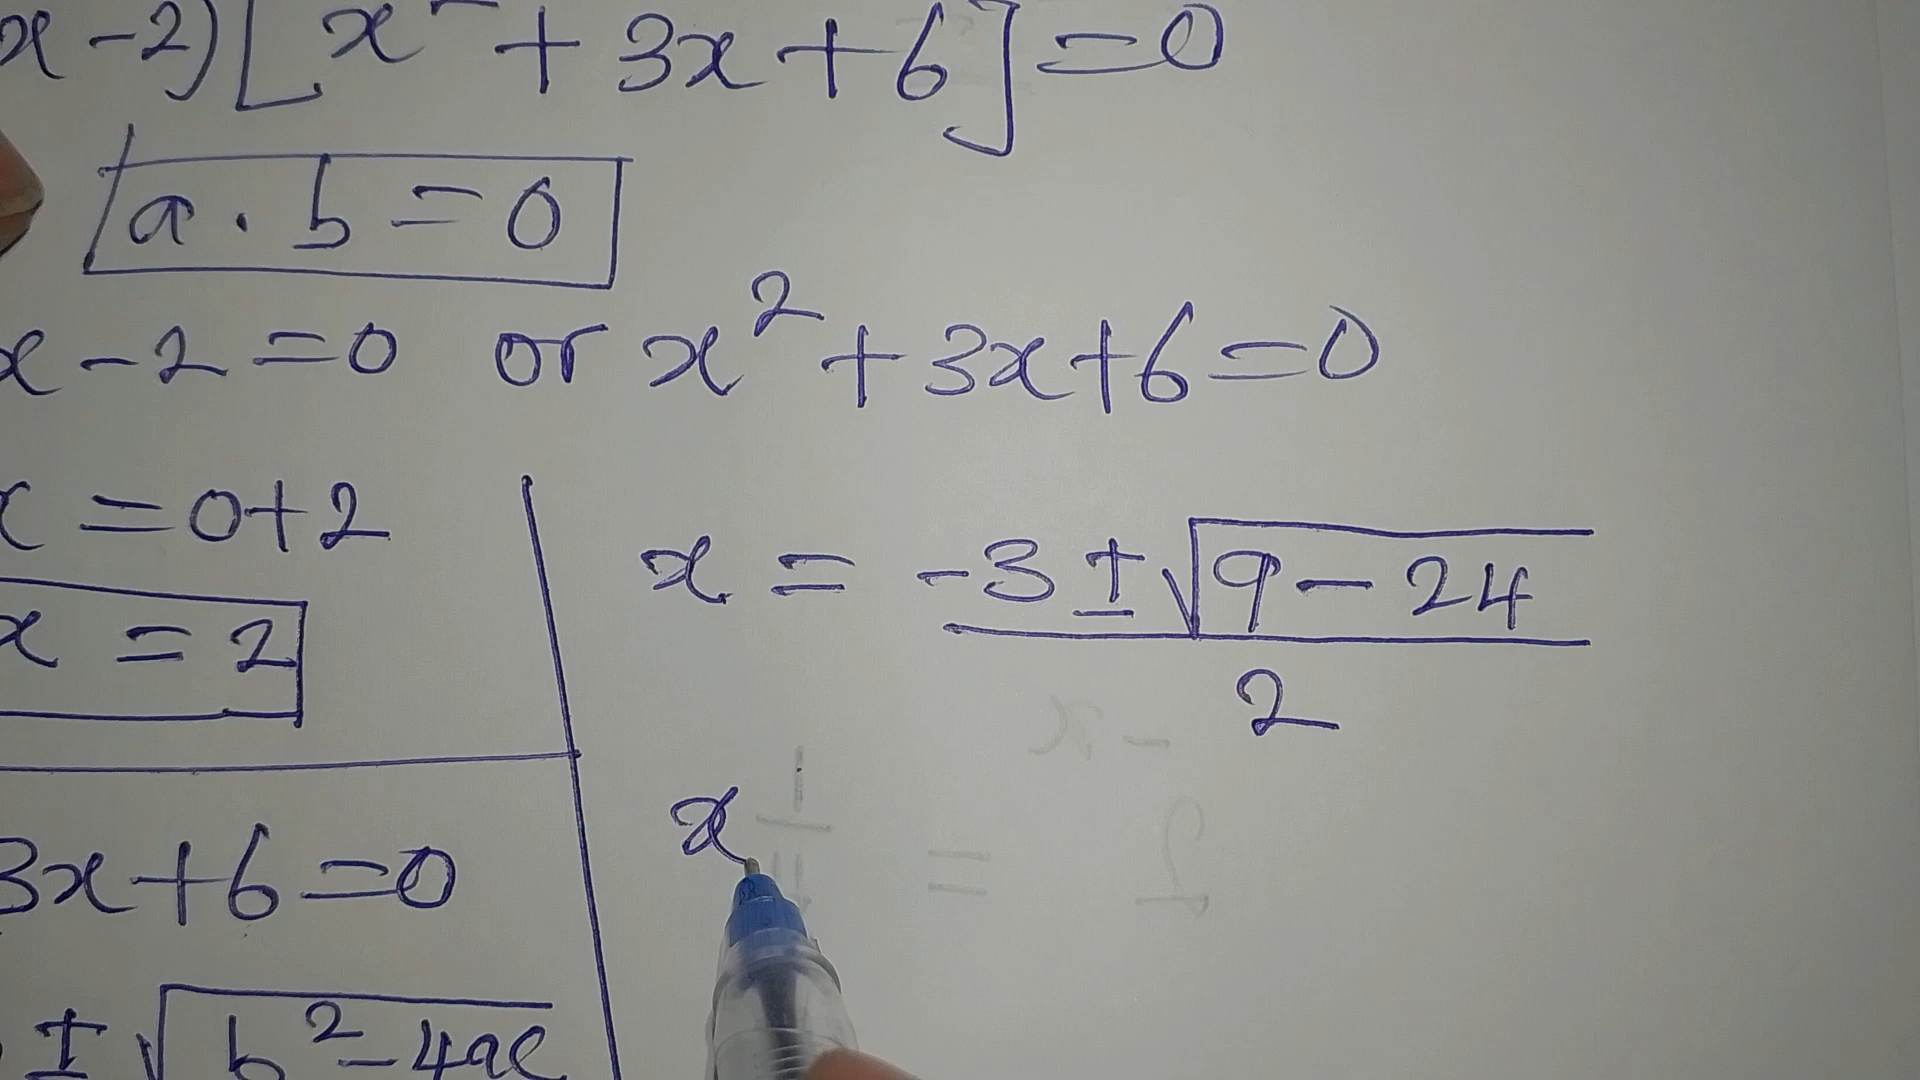 x-2)[x² + 3x + 6] = 0
a . b = 0
x - 2 = 0 or x² + 3x + 6 = 0
x = 0 + 2
x = 2
3x + 6 = 0
± √b² - 4ac
x = -3 ± √9 - 24
2
x